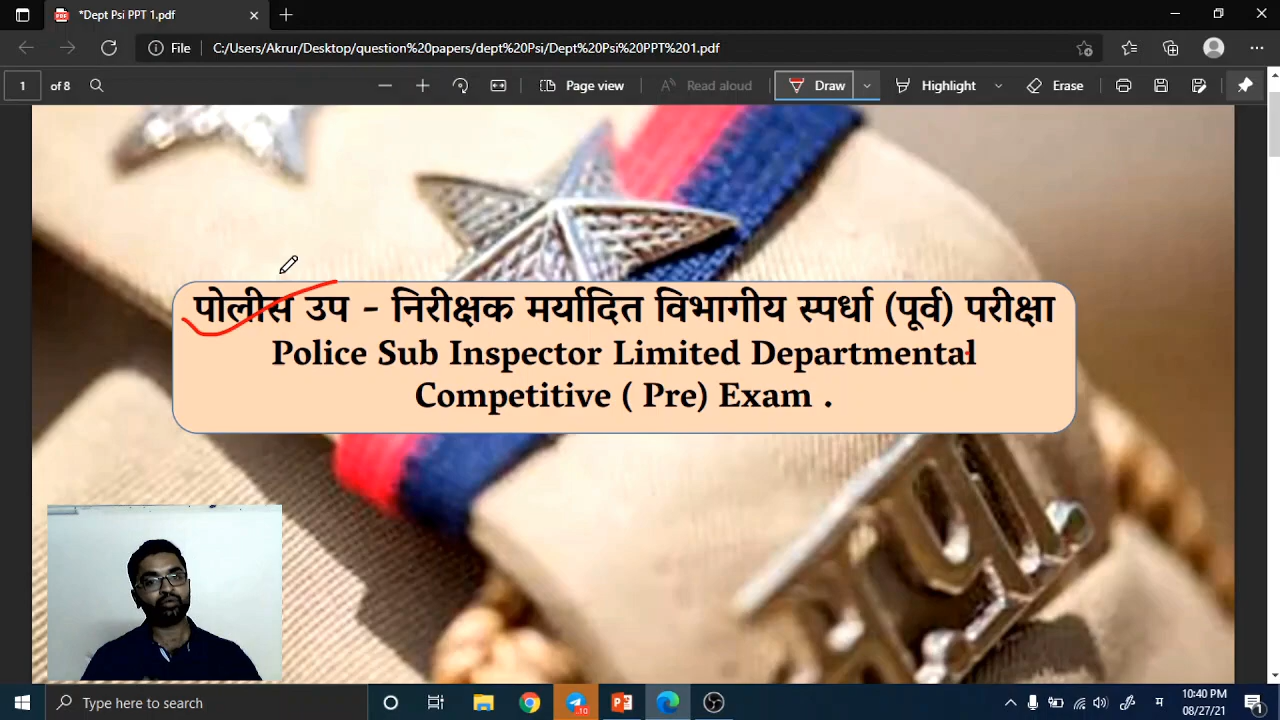 *Dept Psi PPT 1.pdf
File
C:/Users/Akrur/Desktop/question%20papers/dept%20Psi/Dept%20Psi%20PPT%201.pdf
1 of 8
Page view
Read aloud
Draw
Highlight
Erase
पोलीस उप - निरीक्षक मर्यादित विभागीय स्पर्धा (पूर्व) परीक्षा
Police Sub Inspector Limited Departmental
Competitive ( Pre) Exam .
Type here to search
10:40 PM
08/27/21